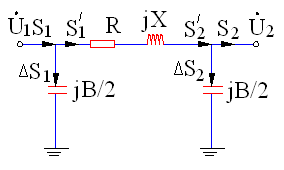 U̇₁S₁ S₁′ R jX S₂′ S₂ U̇₂
ΔS₁ ΔS₂
jB/2 jB/2